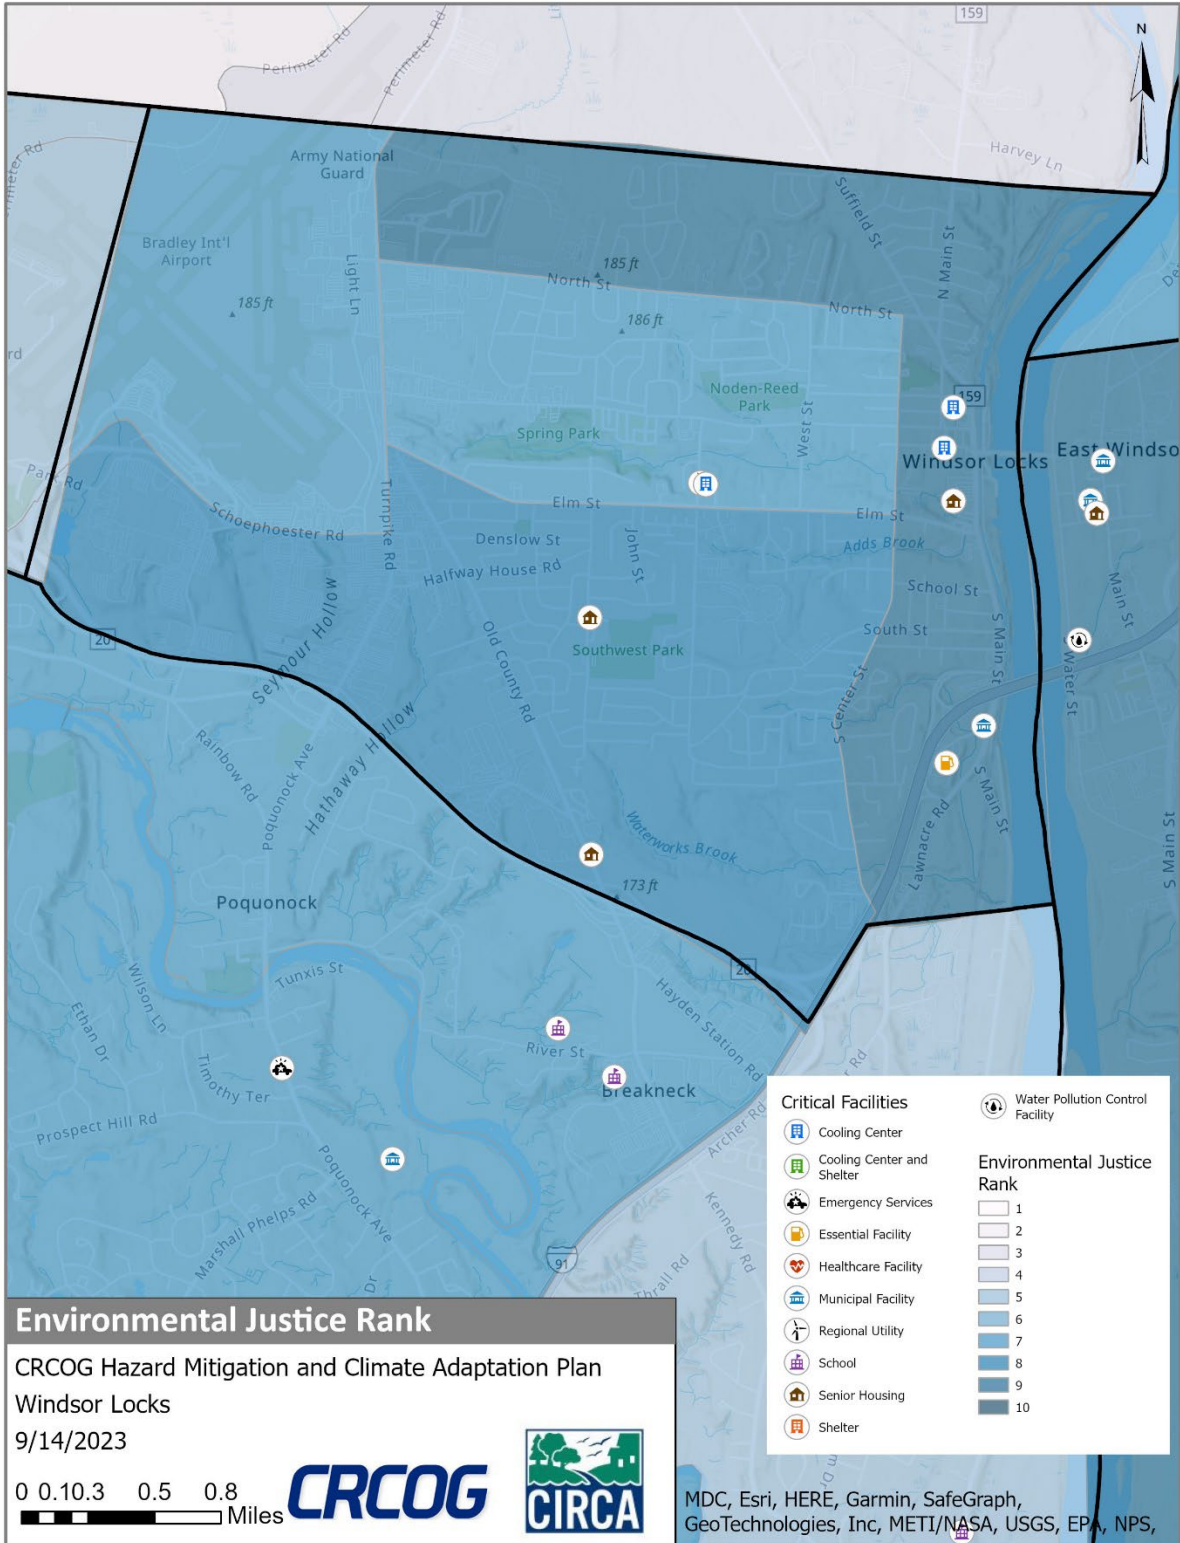 159
N
Perimeter Rd
Perimeter Rd
Harvey Ln
Army National
Guard
Suffield St
Bradley Int'l
Airport
Light Ln
N Main St
185 ft
North St
185 ft
186 ft
North St
rd
Noden-Reed
Park
159
West St
Spring Park
Windsor Locks
East Windso
Park Rd
Schoephoester Rd
Turnpike Rd
Elm St
Elm St
Denslow St
John St
Adds Brook
Halfway House Rd
School St
Main St
Seymour Hollow
Old County Rd
South St
S Main St
20
Southwest Park
Water St
S Center St
Hathaway Hollow
Rainbow Rd
Poquonock Ave
S Main St
Lawnacre Rd
Waterworks Brook
S Main St
173 ft
Poquonock
20
Tunxis St
Wilson Ln
Hayden Station Rd
Ethan Dr
River St
Timothy Ter
Breakneck
Prospect Hill Rd
Archer Rd
Poquonock Ave
Marshall Phelps Rd
Kennedy Rd
91
Thrall Rd
Dr
Critical Facilities
Cooling Center
Cooling Center and
Shelter
Emergency Services
Essential Facility
Healthcare Facility
Municipal Facility
Regional Utility
School
Senior Housing
Shelter
Water Pollution Control
Facility
Environmental Justice
Rank
1
2
3
4
5
6
7
8
9
10
Environmental Justice Rank
CRCOG Hazard Mitigation and Climate Adaptation Plan
Windsor Locks
9/14/2023
0 0.10.3 0.5 0.8
Miles
CRCOG
CIRCA
MDC, Esri, HERE, Garmin, SafeGraph,
GeoTechnologies, Inc, METI/NASA, USGS, EPA, NPS,